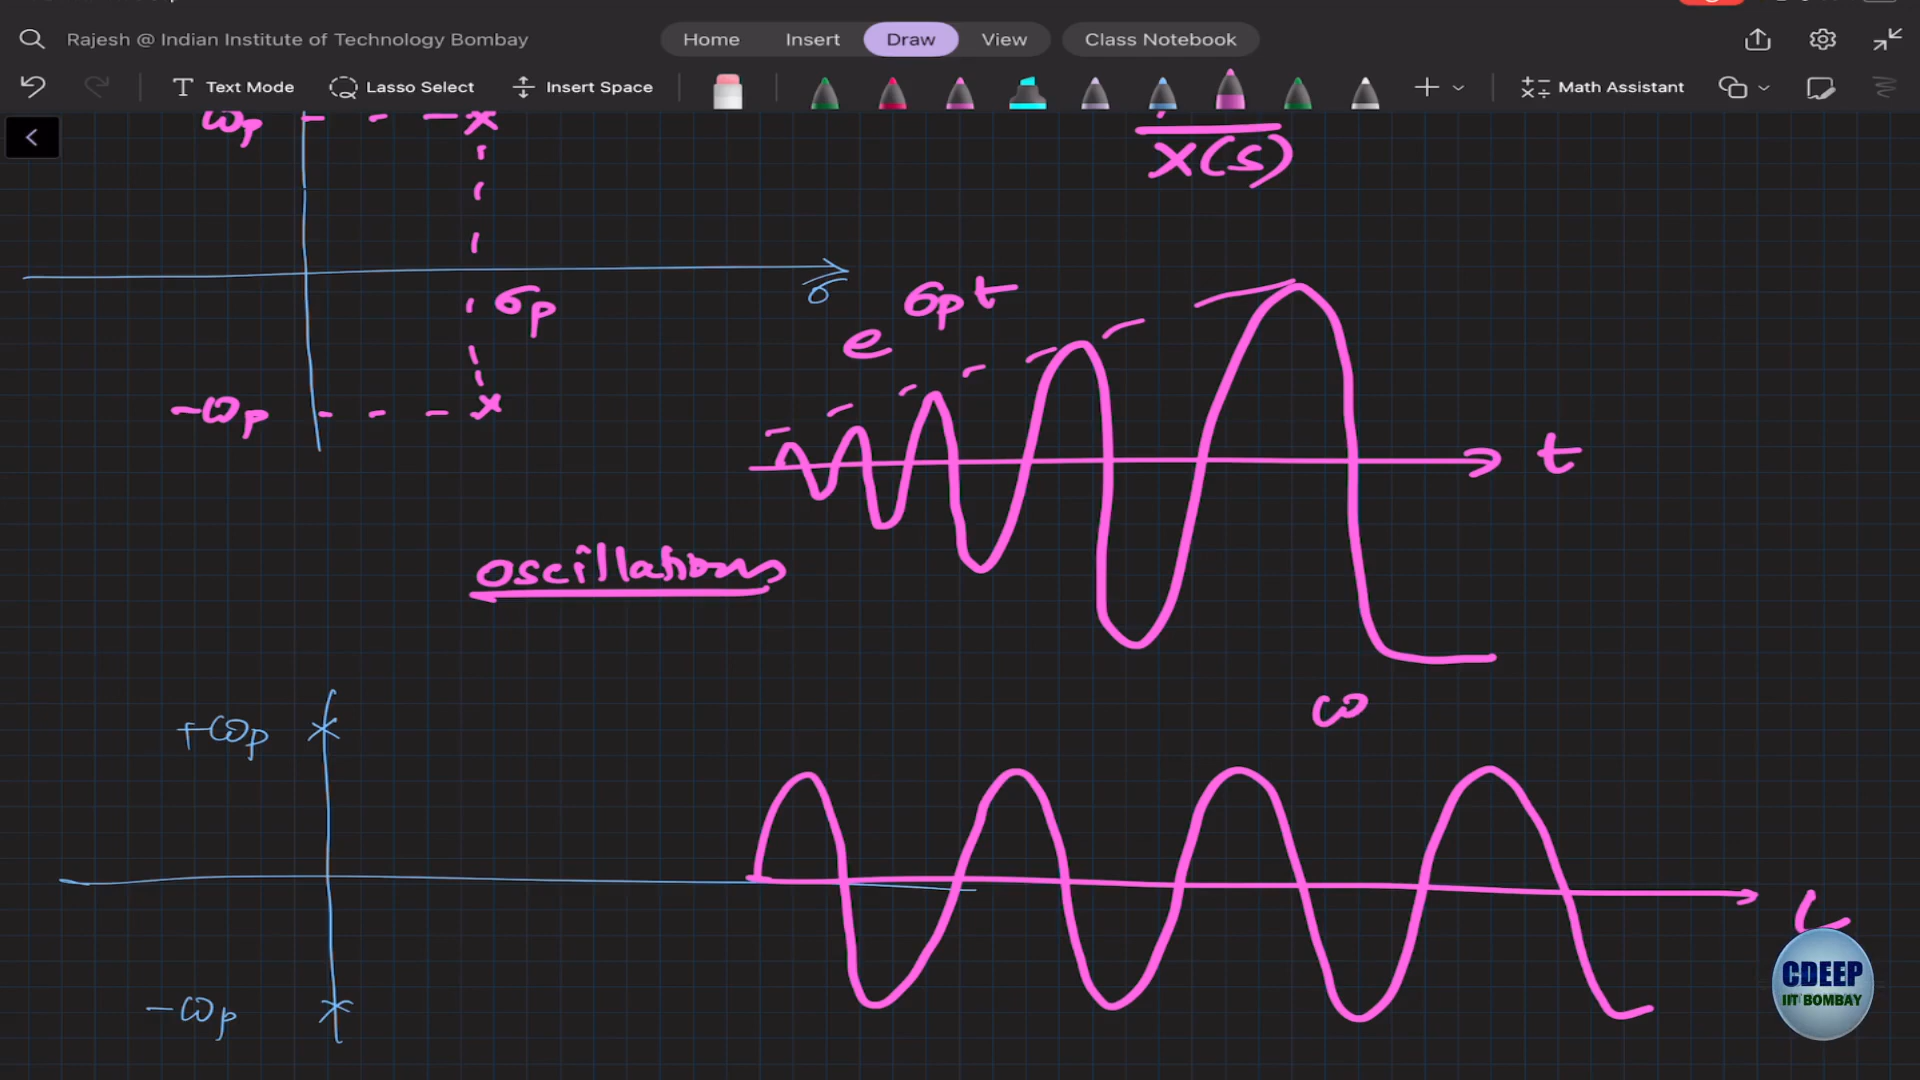 Rajesh @ Indian Institute of Technology Bombay
Home Insert Draw View Class Notebook
Text Mode Lasso Select Insert Space Math Assistant
ωp
X(s)
σ
σp
e^σpt
-ωp
t
oscillations
ω
+ωp
-ωp
CDEEP
IIT BOMBAY